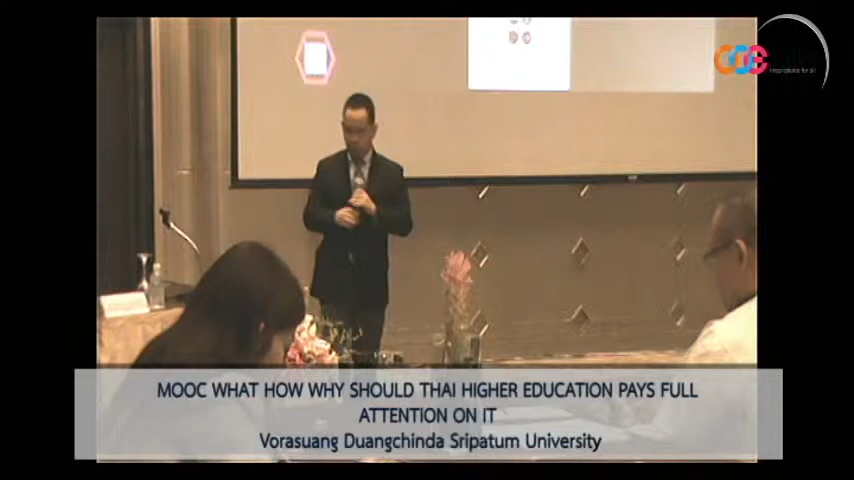 MOOC WHAT HOW WHY SHOULD THAI HIGHER EDUCATION PAYS FULL
ATTENTION ON IT
Vorasuang Duangchinda Sripatum University